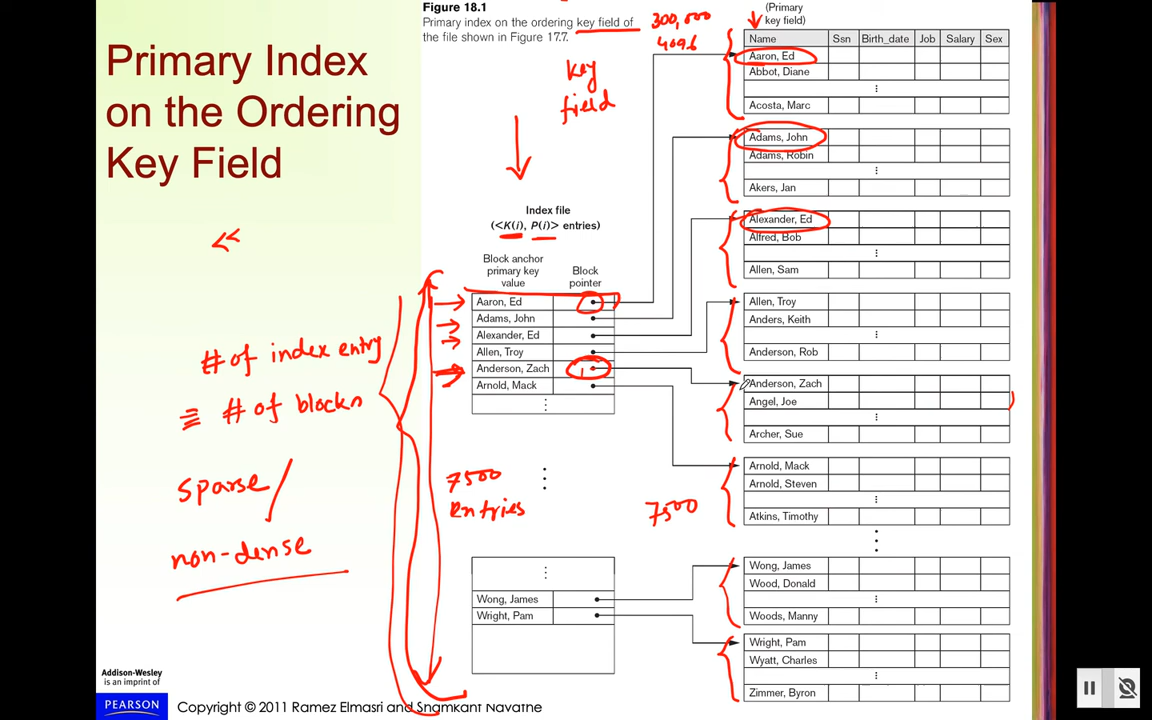 Primary Index
on the Ordering
Key Field
<<
# of index entry
≡ # of blocks
sparse/
non-dense
Figure 18.1
Primary index on the ordering key field of
the file shown in Figure 17.7.
300,000
4096
key
field
Index file
(<K(i), P(i)> entries)
Block anchor
primary key
value
Block
pointer
Aaron, Ed
Adams, John
Alexander, Ed
Allen, Troy
Anderson, Zach
Arnold, Mack
7500
Entries
7500
Wong, James
Wright, Pam
(Primary
key field)
Name Ssn Birth_date Job Salary Sex
Aaron, Ed
Abbot, Diane
Acosta, Marc
Adams, John
Adams, Robin
Akers, Jan
Alexander, Ed
Alfred, Bob
Allen, Sam
Allen, Troy
Anders, Keith
Anderson, Rob
Anderson, Zach
Angel, Joe
Archer, Sue
Arnold, Mack
Arnold, Steven
Atkins, Timothy
Wong, James
Wood, Donald
Woods, Manny
Wright, Pam
Wyatt, Charles
Zimmer, Byron
Addison-Wesley
is an imprint of
PEARSON
Copyright © 2011 Ramez Elmasri and Shamkant Navathe